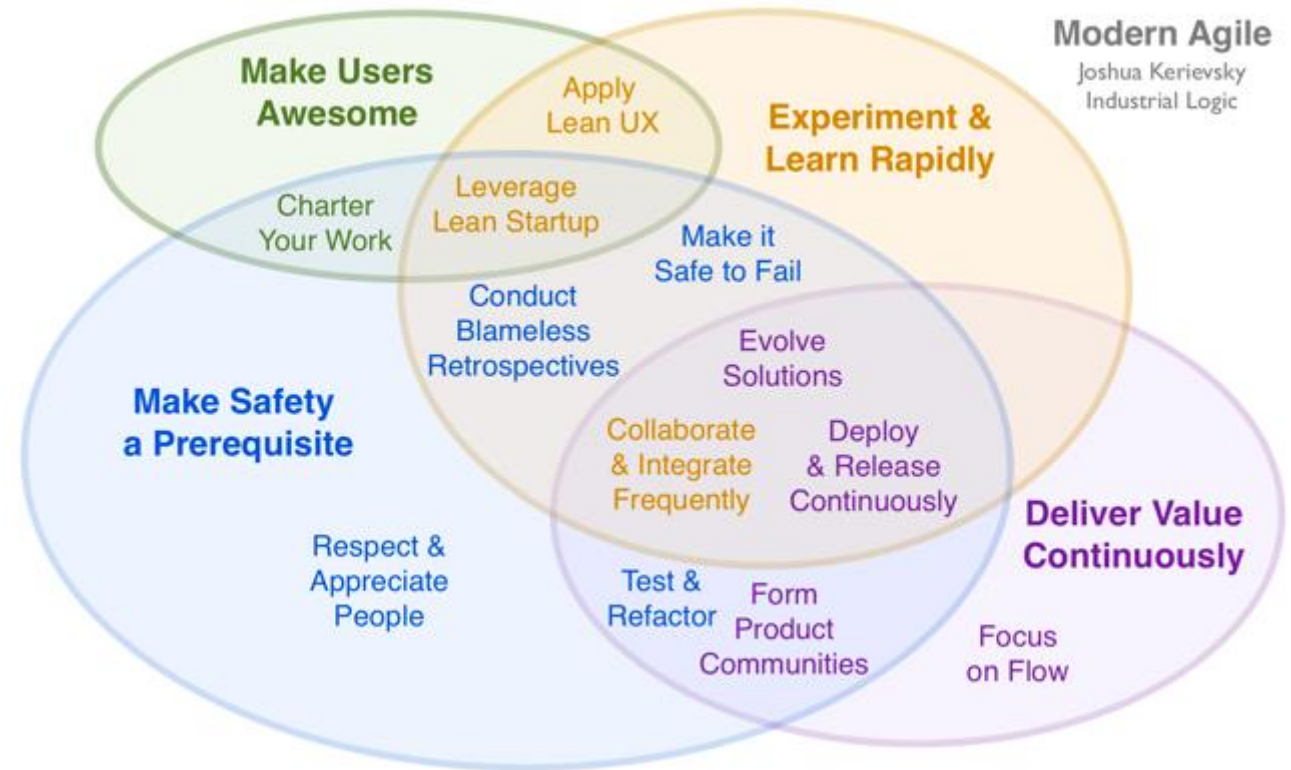 Modern Agile
Joshua Kerievsky
Industrial Logic
Make Users
Awesome
Apply
Lean UX
Experiment &
Learn Rapidly
Charter
Your Work
Leverage
Lean Startup
Make it
Safe to Fail
Conduct
Blameless
Retrospectives
Evolve
Solutions
Make Safety
a Prerequisite
Collaborate
& Integrate
Frequently
Deploy
& Release
Continuously
Deliver Value
Continuously
Respect &
Appreciate
People
Test &
Refactor
Form
Product
Communities
Focus
on Flow